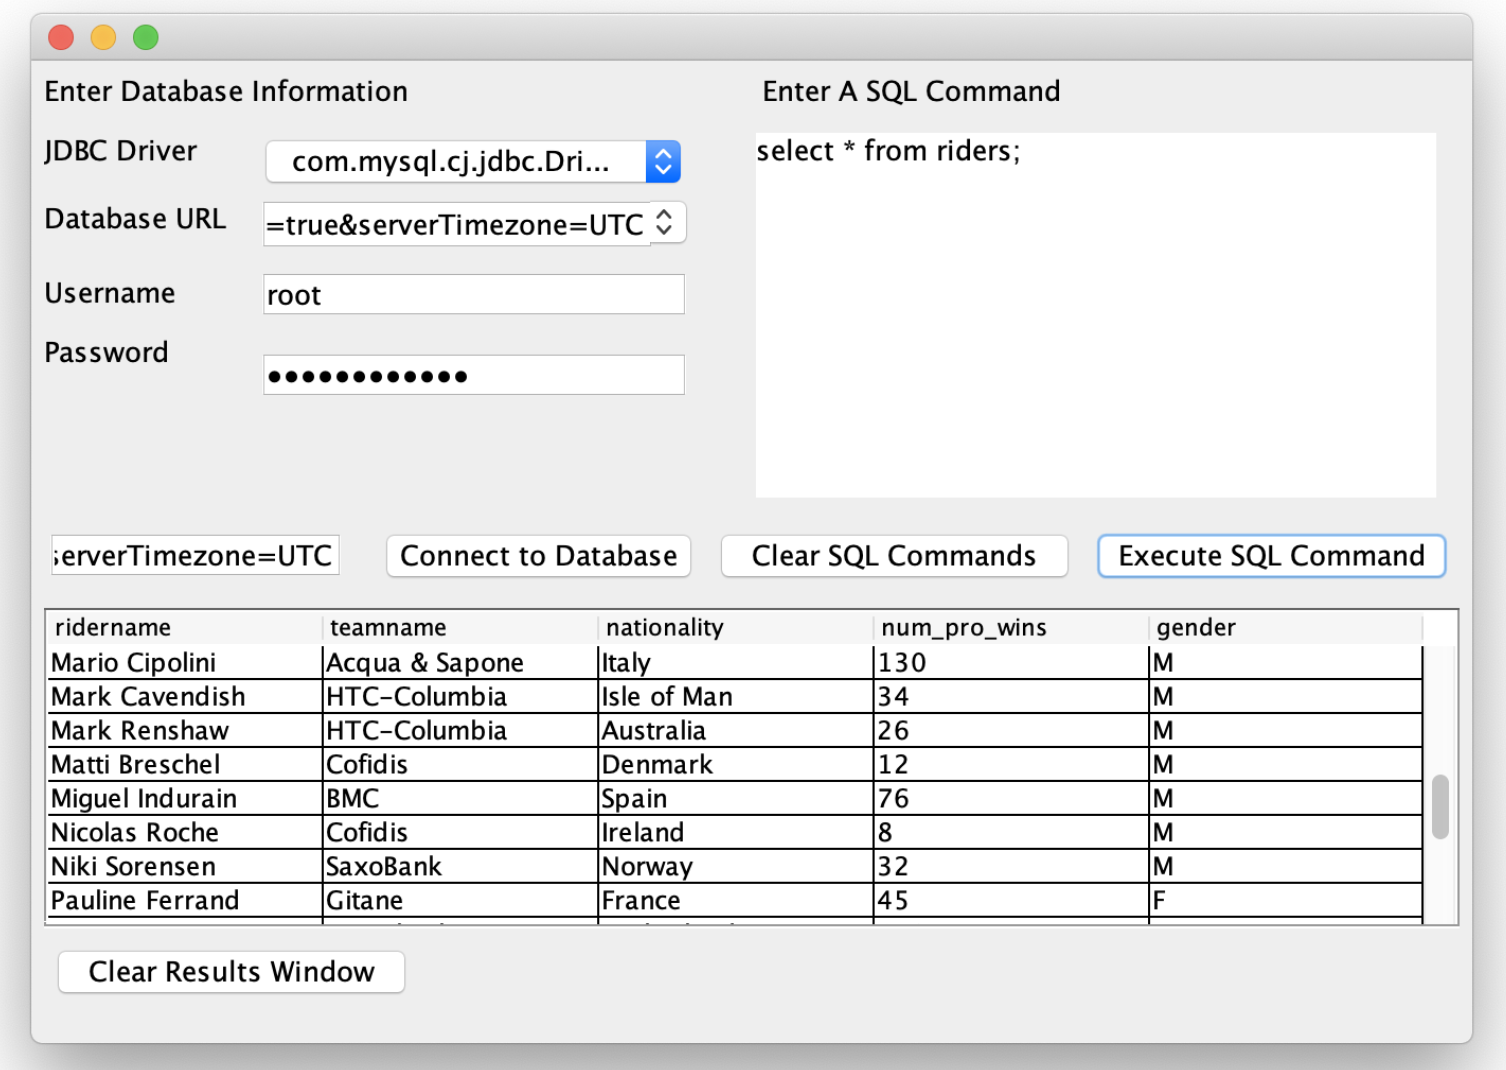 Enter Database Information
Enter A SQL Command
JDBC Driver
com.mysql.cj.jdbc.Dri...
select * from riders;
Database URL
=true&serverTimezone=UTC
Username
root
Password
●●●●●●●●●●●●
serverTimezone=UTC
Connect to Database
Clear SQL Commands
Execute SQL Command
ridername teamname nationality num_pro_wins gender
Mario Cipolini Acqua & Sapone Italy 130 M
Mark Cavendish HTC-Columbia Isle of Man 34 M
Mark Renshaw HTC-Columbia Australia 26 M
Matti Breschel Cofidis Denmark 12 M
Miguel Indurain BMC Spain 76 M
Nicolas Roche Cofidis Ireland 8 M
Niki Sorensen SaxoBank Norway 32 M
Pauline Ferrand Gitane France 45 F
Clear Results Window